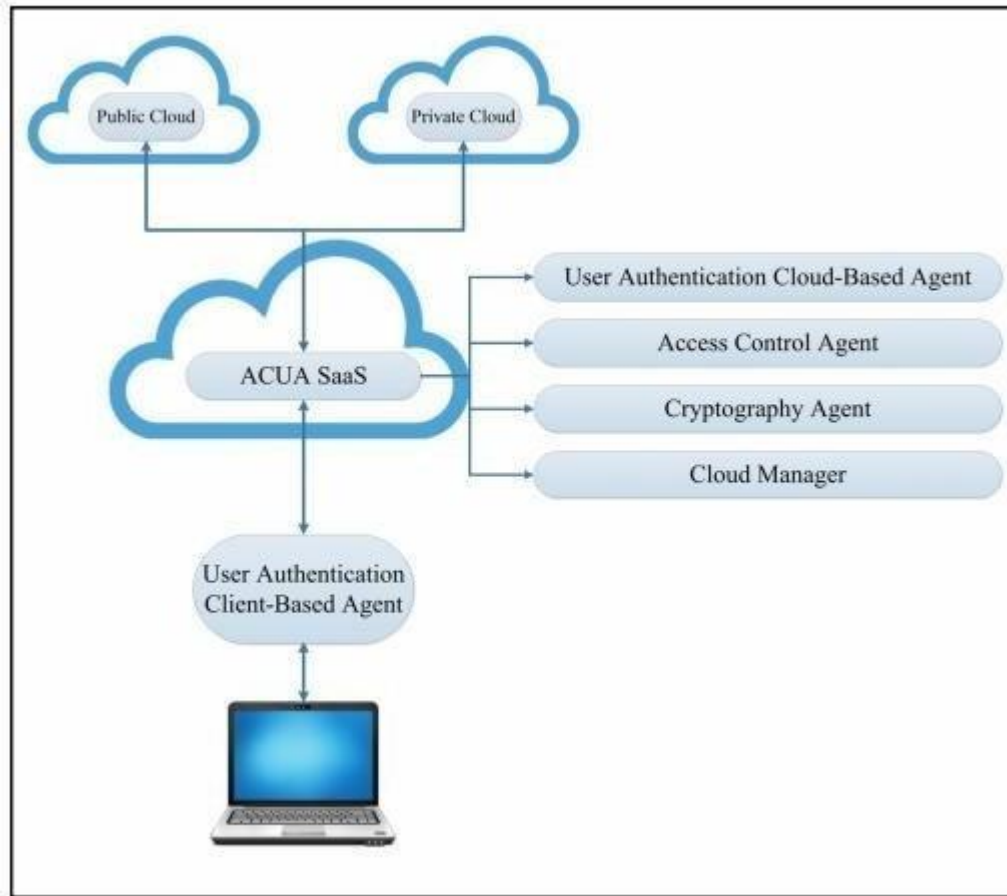 Public Cloud
Private Cloud
User Authentication Cloud-Based Agent
Access Control Agent
ACUA SaaS
Cryptography Agent
Cloud Manager
User Authentication
Client-Based Agent